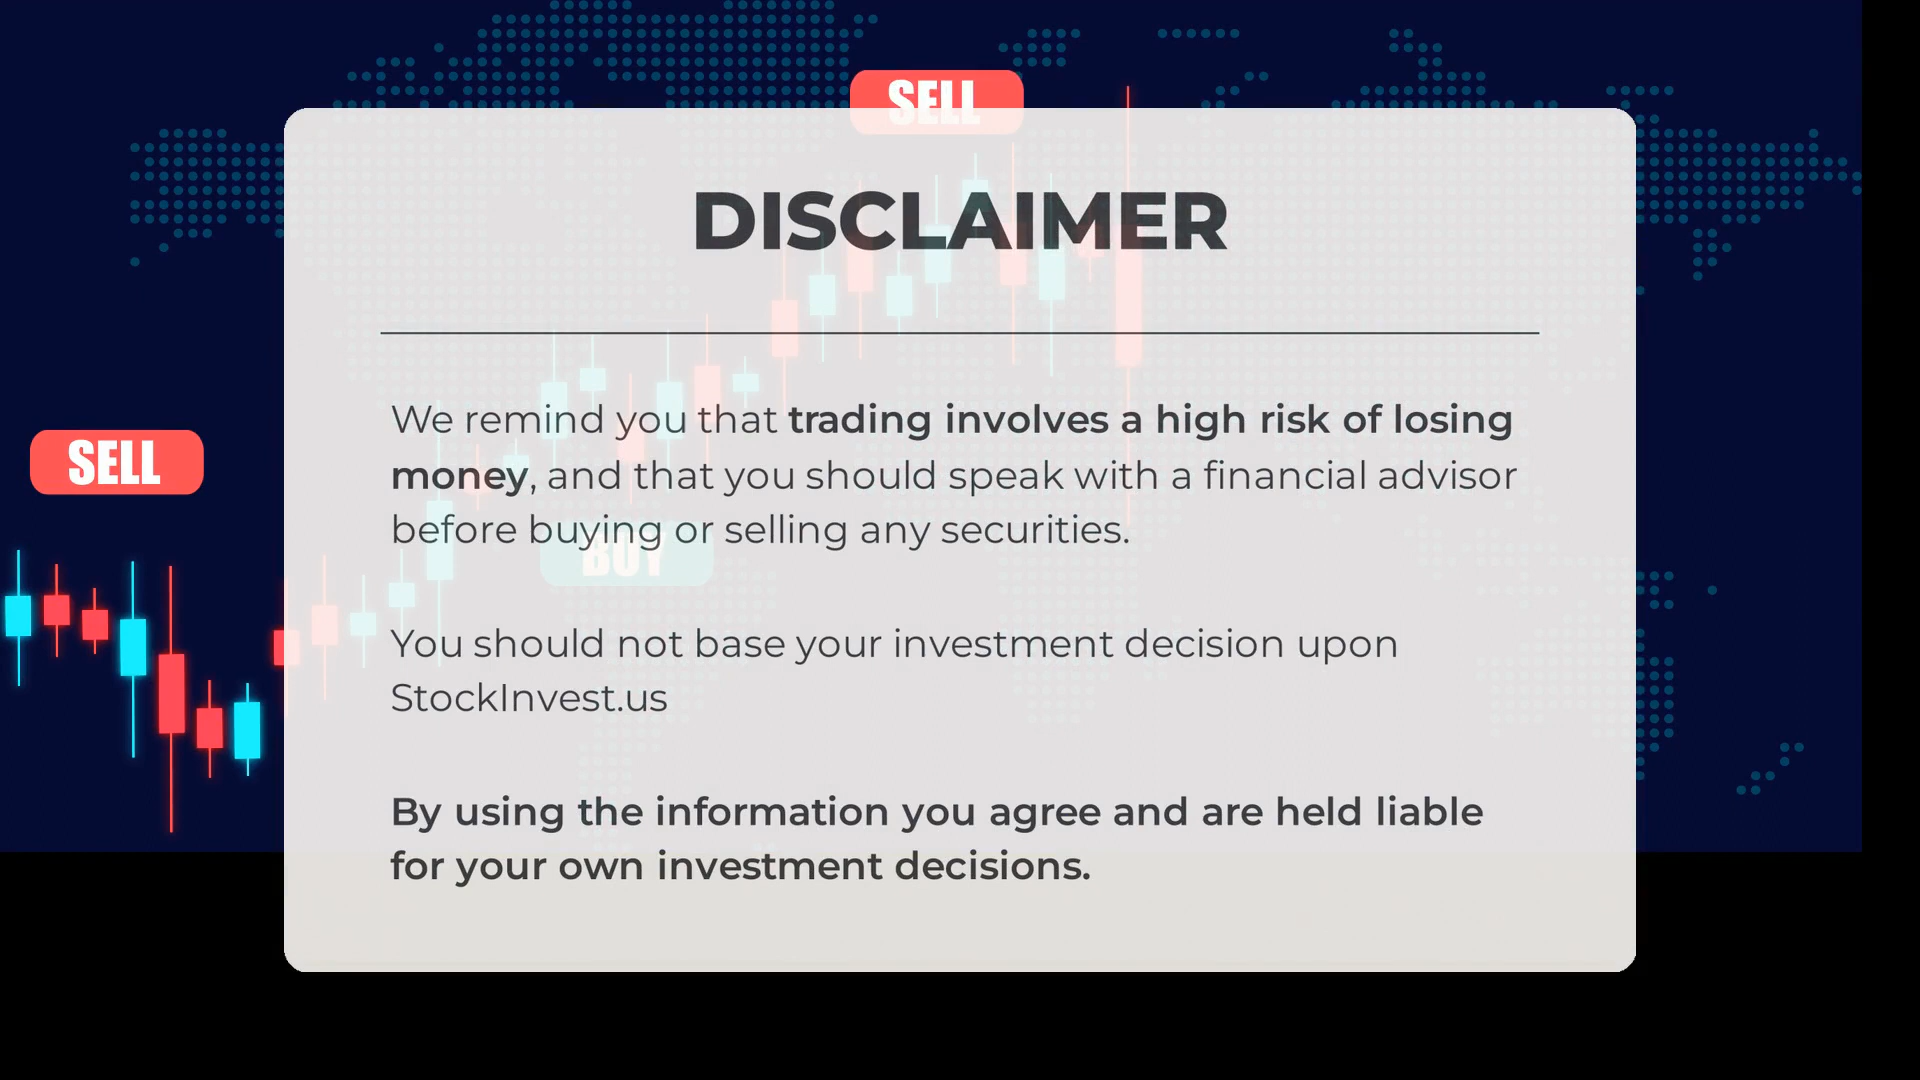 SELL
DISCLAIMER
We remind you that trading involves a high risk of losing
money, and that you should speak with a financial advisor
before buying or selling any securities.
SELL
BUY
You should not base your investment decision upon
StockInvest.us
By using the information you agree and are held liable
for your own investment decisions.